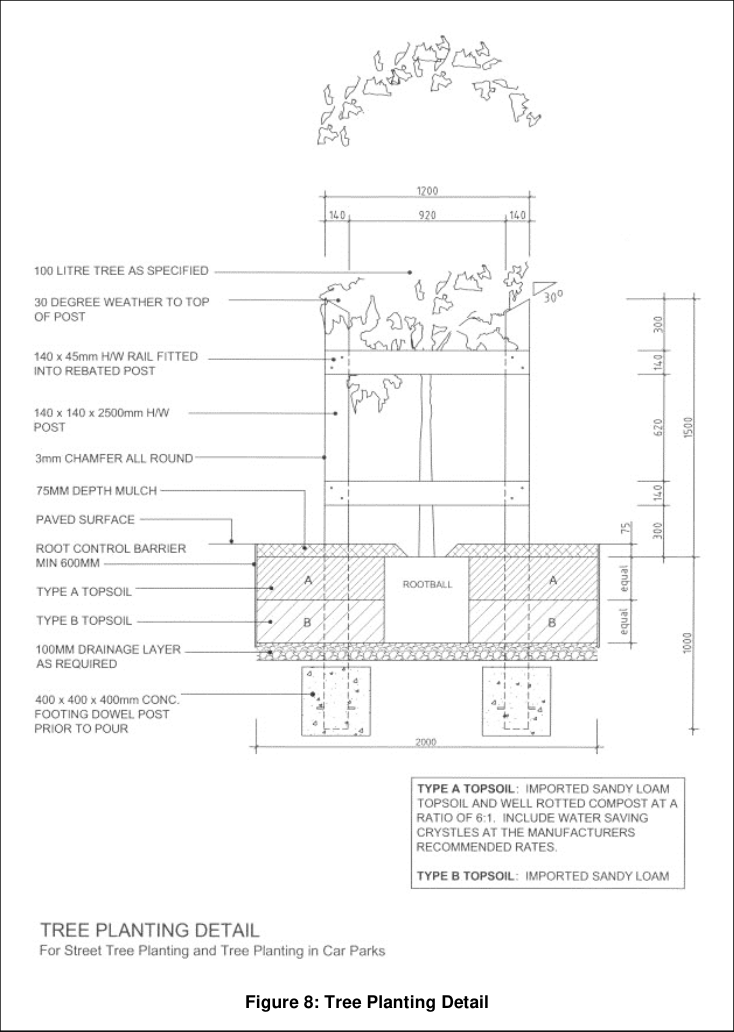 1200
140
920
140
100 LITRE TREE AS SPECIFIED
30 DEGREE WEATHER TO TOP
OF POST
30º
300
140 x 45mm H/W RAIL FITTED
INTO REBATED POST
140
140 x 140 x 2500mm H/W
POST
620
1500
3mm CHAMFER ALL ROUND
75MM DEPTH MULCH
140
PAVED SURFACE
300
75
ROOT CONTROL BARRIER
MIN 600MM
TYPE A TOPSOIL
A
ROOTBALL
A
equal
TYPE B TOPSOIL
B
B
equal
100MM DRAINAGE LAYER
AS REQUIRED
1000
400 x 400 x 400mm CONC.
FOOTING DOWEL POST
PRIOR TO POUR
2000
TYPE A TOPSOIL: IMPORTED SANDY LOAM
TOPSOIL AND WELL ROTTED COMPOST AT A
RATIO OF 6:1. INCLUDE WATER SAVING
CRYSTLES AT THE MANUFACTURERS
RECOMMENDED RATES.
TYPE B TOPSOIL: IMPORTED SANDY LOAM
TREE PLANTING DETAIL
For Street Tree Planting and Tree Planting in Car Parks
Figure 8: Tree Planting Detail